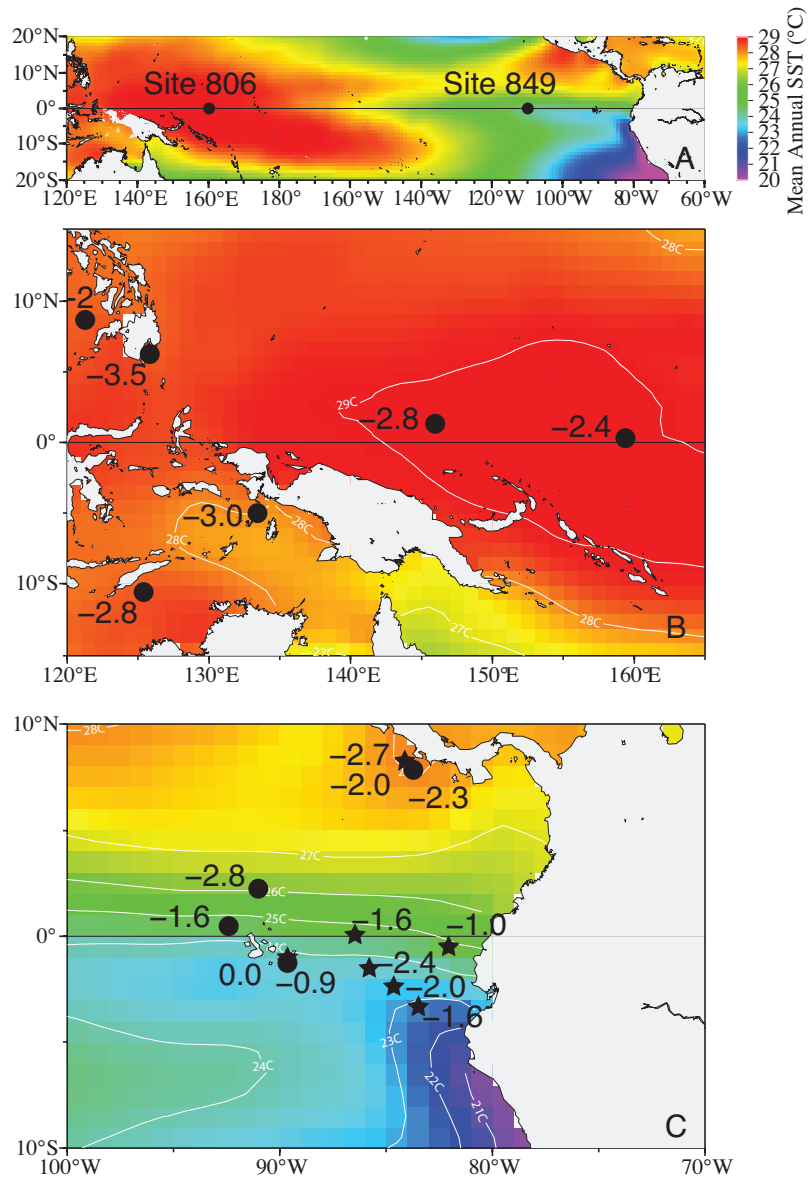 20°N
10°N
0°
10°S
20°S
Site 806
Site 849
A
120°E
140°E
160°E
180°W
160°W
140°W
120°W
100°W
80°W
60°W
29
28
27
26
25
24
23
22
21
20
Mean Annual SST (°C)
28C
10°N
−2
−3.5
29C
−2.8
−2.4
0°
−3.0
28C
28C
10°S
−2.8
28C
27C
27C
B
120°E
130°E
140°E
150°E
160°E
10°N
28C
−2.7
−2.0
−2.3
27C
−2.8
26C
−1.6
25C
−1.6
−1.0
0°
0.0
−0.9
−2.4
−2.0
−1.6
23C
24C
22C
21C
C
10°S
100°W
90°W
80°W
70°W